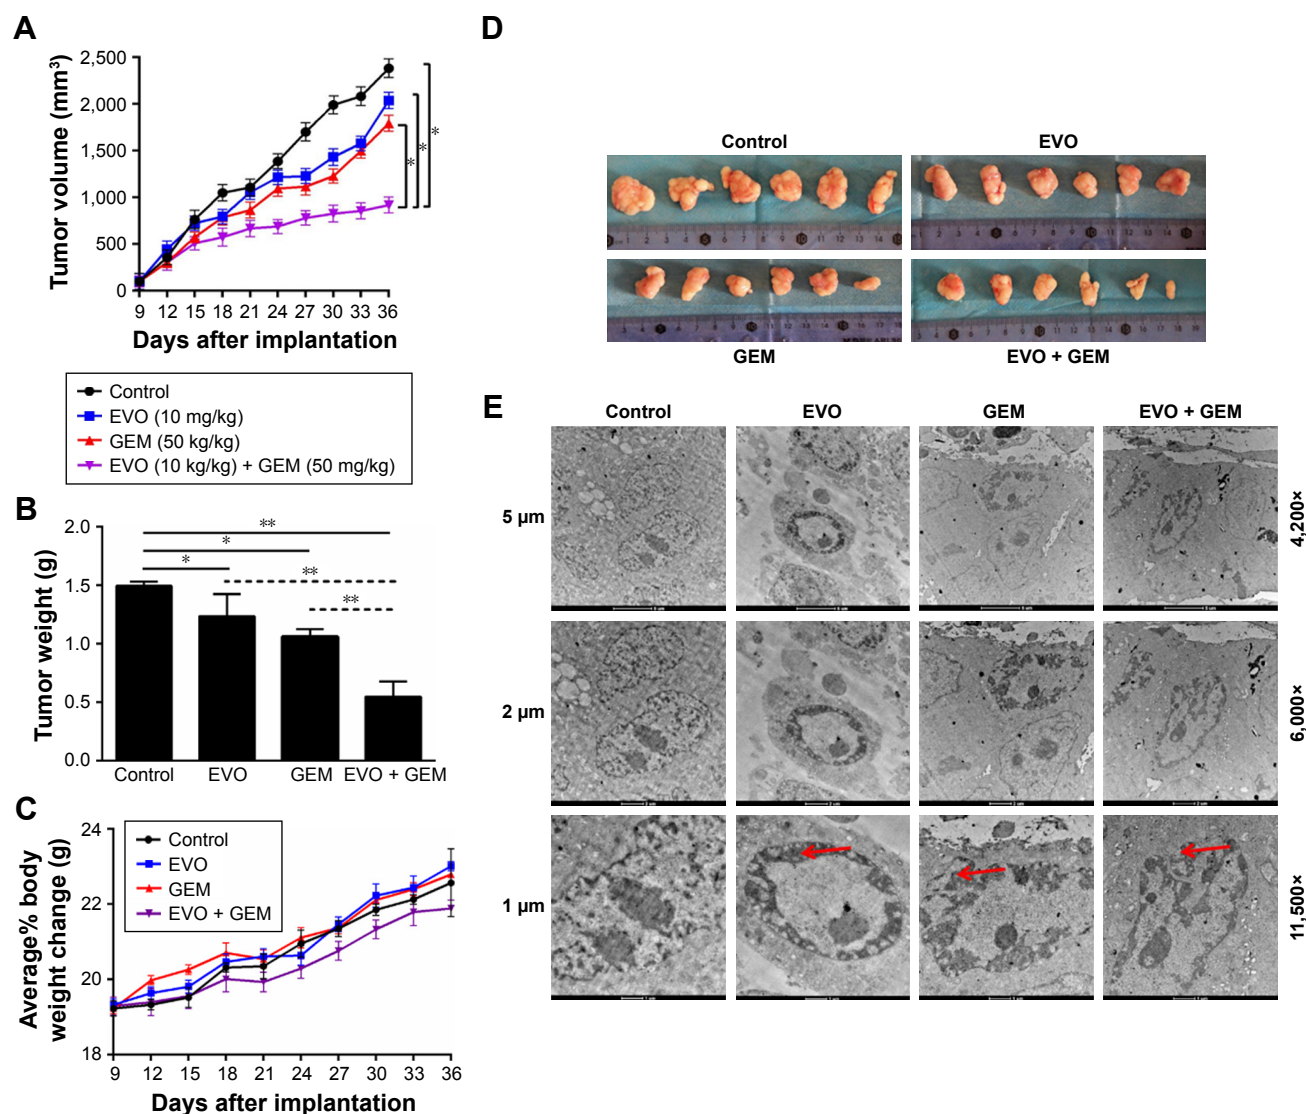 A
Tumor volume (mm³)
2,500
2,000
1,500
1,000
500
0
9 12 15 18 21 24 27 30 33 36
Days after implantation
* * *
Control
EVO (10 mg/kg)
GEM (50 kg/kg)
EVO (10 kg/kg) + GEM (50 mg/kg)
B
Tumor weight (g)
2.0
1.5
1.0
0.5
0.0
**
*
*
**
**
Control EVO GEM EVO + GEM
C
Average% body
weight change (g)
24
22
20
18
Control
EVO
GEM
EVO + GEM
9 12 15 18 21 24 27 30 33 36
Days after implantation
D
Control EVO
GEM EVO + GEM
E
Control EVO GEM EVO + GEM
5 µm 4,200×
2 µm 6,000×
1 µm 11,500×